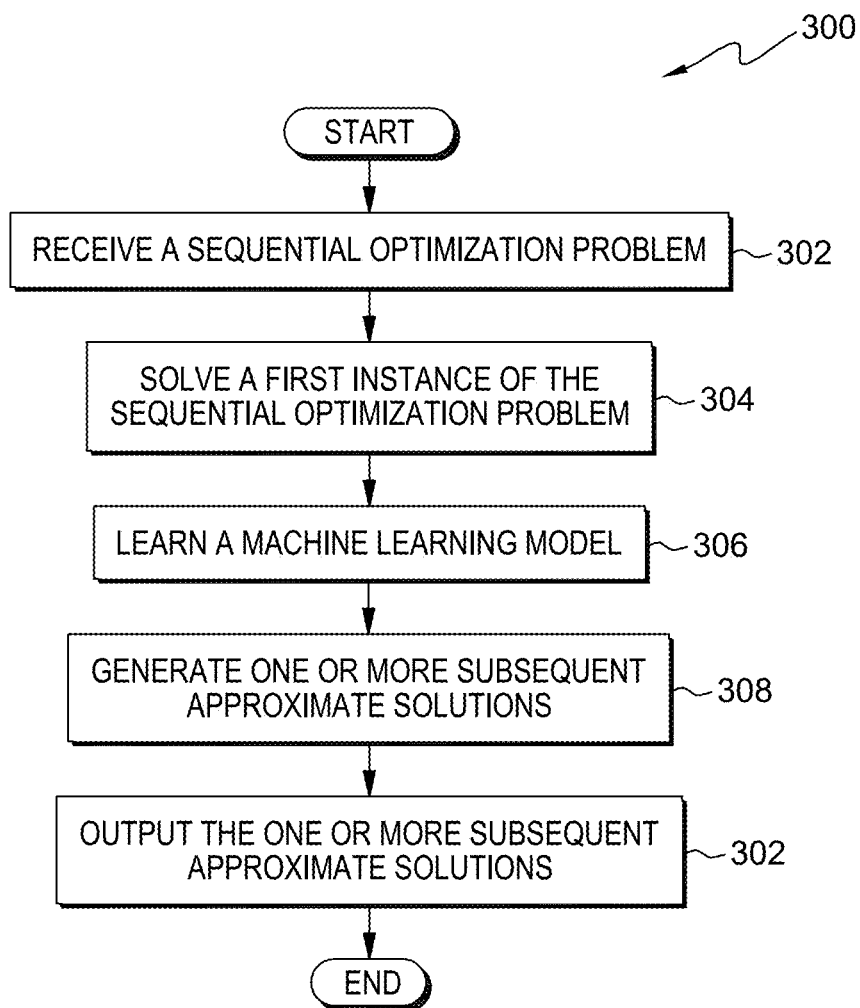 300
START
RECEIVE A SEQUENTIAL OPTIMIZATION PROBLEM
302
SOLVE A FIRST INSTANCE OF THE
SEQUENTIAL OPTIMIZATION PROBLEM
304
LEARN A MACHINE LEARNING MODEL
306
GENERATE ONE OR MORE SUBSEQUENT
APPROXIMATE SOLUTIONS
308
OUTPUT THE ONE OR MORE SUBSEQUENT
APPROXIMATE SOLUTIONS
302
END